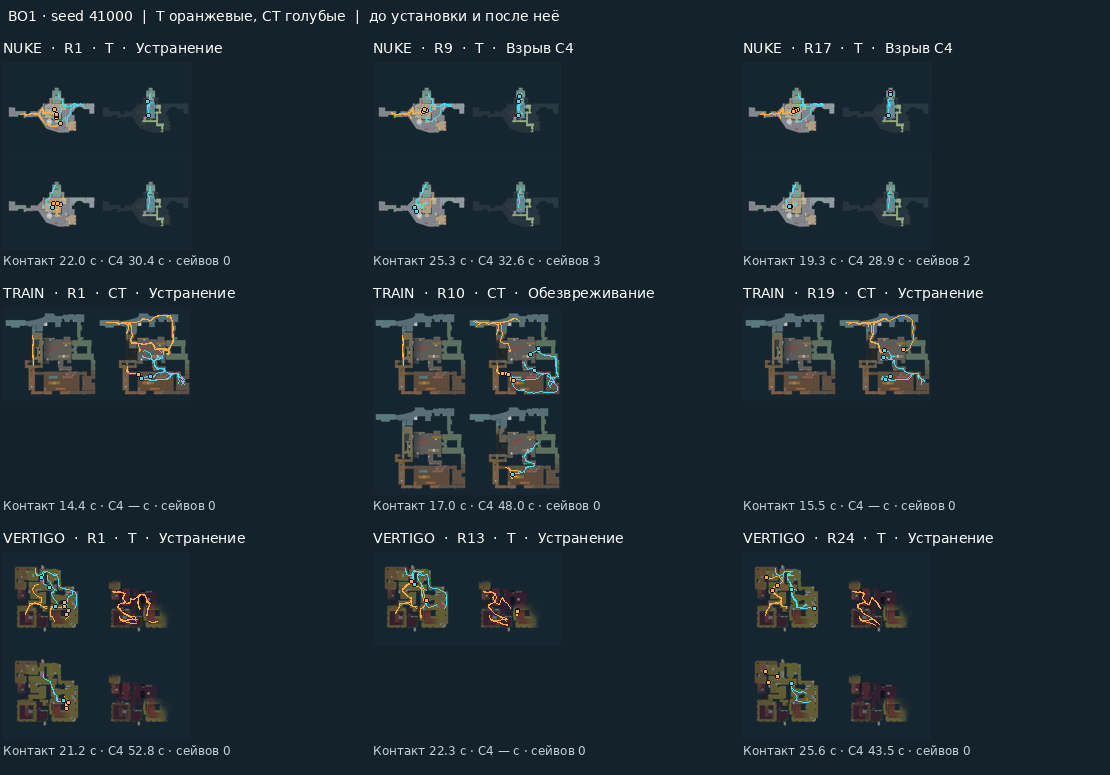 BO1 · seed 41000 | T оранжевые, CT голубые | до установки и после неё
NUKE · R1 · T · Устранение
NUKE · R9 · T · Взрыв C4
NUKE · R17 · T · Взрыв C4
Контакт 22.0 с · C4 30.4 с · сейвов 0
Контакт 25.3 с · C4 32.6 с · сейвов 3
Контакт 19.3 с · C4 28.9 с · сейвов 2
TRAIN · R1 · CT · Устранение
TRAIN · R10 · CT · Обезвреживание
TRAIN · R19 · CT · Устранение
Контакт 14.4 с · C4 — с · сейвов 0
Контакт 17.0 с · C4 48.0 с · сейвов 0
Контакт 15.5 с · C4 — с · сейвов 0
VERTIGO · R1 · T · Устранение
VERTIGO · R13 · T · Устранение
VERTIGO · R24 · T · Устранение
Контакт 21.2 с · C4 52.8 с · сейвов 0
Контакт 22.3 с · C4 — с · сейвов 0
Контакт 25.6 с · C4 43.5 с · сейвов 0